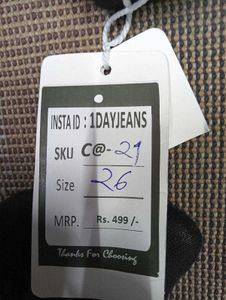 INSTA ID : 1DAYJEANS
SKU C@-21
Size 26
MRP. Rs. 499 /-
Thanks For Choosing